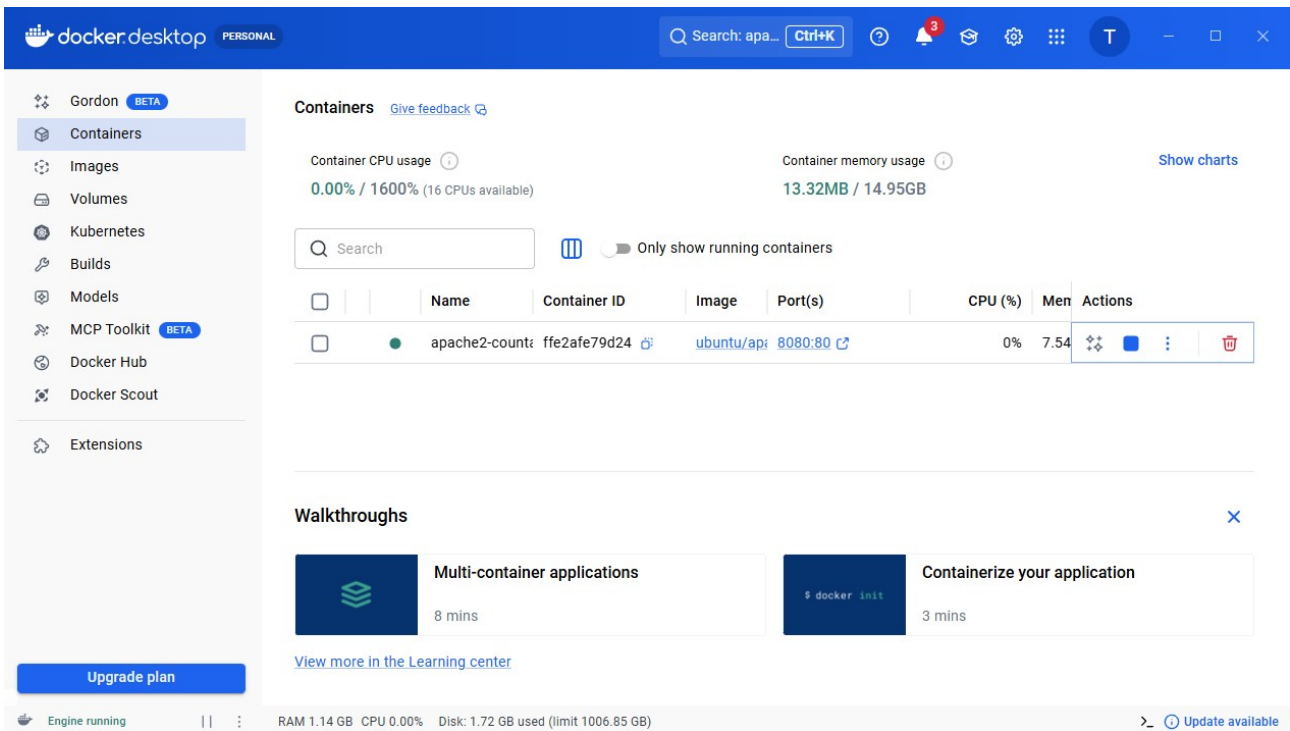 docker.desktop PERSONAL
Search: apa... Ctrl+K
3
T
Gordon BETA
Containers
Images
Volumes
Kubernetes
Builds
Models
MCP Toolkit BETA
Docker Hub
Docker Scout
Extensions
Upgrade plan
Containers Give feedback
Container CPU usage
0.00% / 1600% (16 CPUs available)
Container memory usage
13.32MB / 14.95GB
Show charts
Search
Only show running containers
Name Container ID Image Port(s) CPU (%) Mem Actions
apache2-counta ffe2afe79d24 ubuntu/apa 8080:80 0% 7.54
Walkthroughs
Multi-container applications
8 mins
$ docker init
Containerize your application
3 mins
View more in the Learning center
Engine running
RAM 1.14 GB CPU 0.00% Disk: 1.72 GB used (limit 1006.85 GB)
>_ Update available